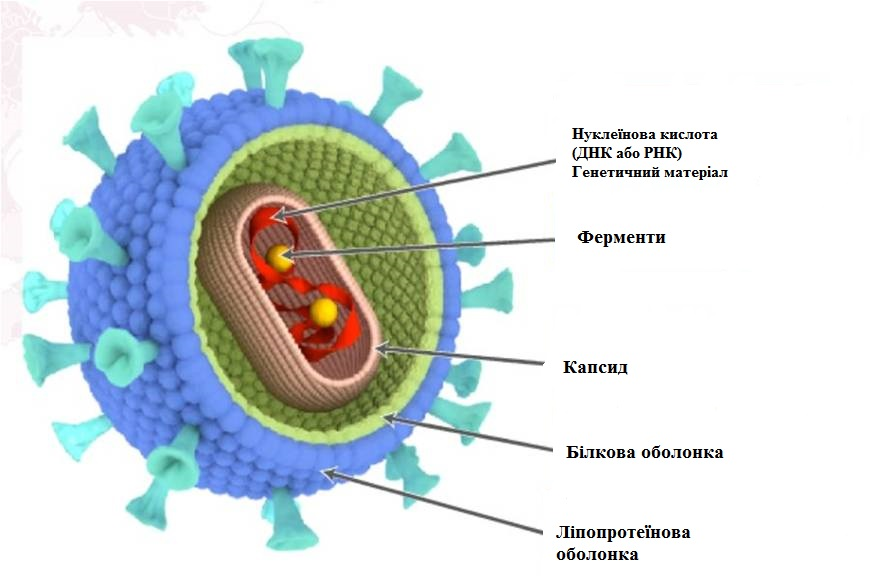 Нуклеїнова кислота
(ДНК або РНК)
Генетичний матеріал
Ферменти
Капсид
Білкова оболонка
Ліпопротеїнова
оболонка